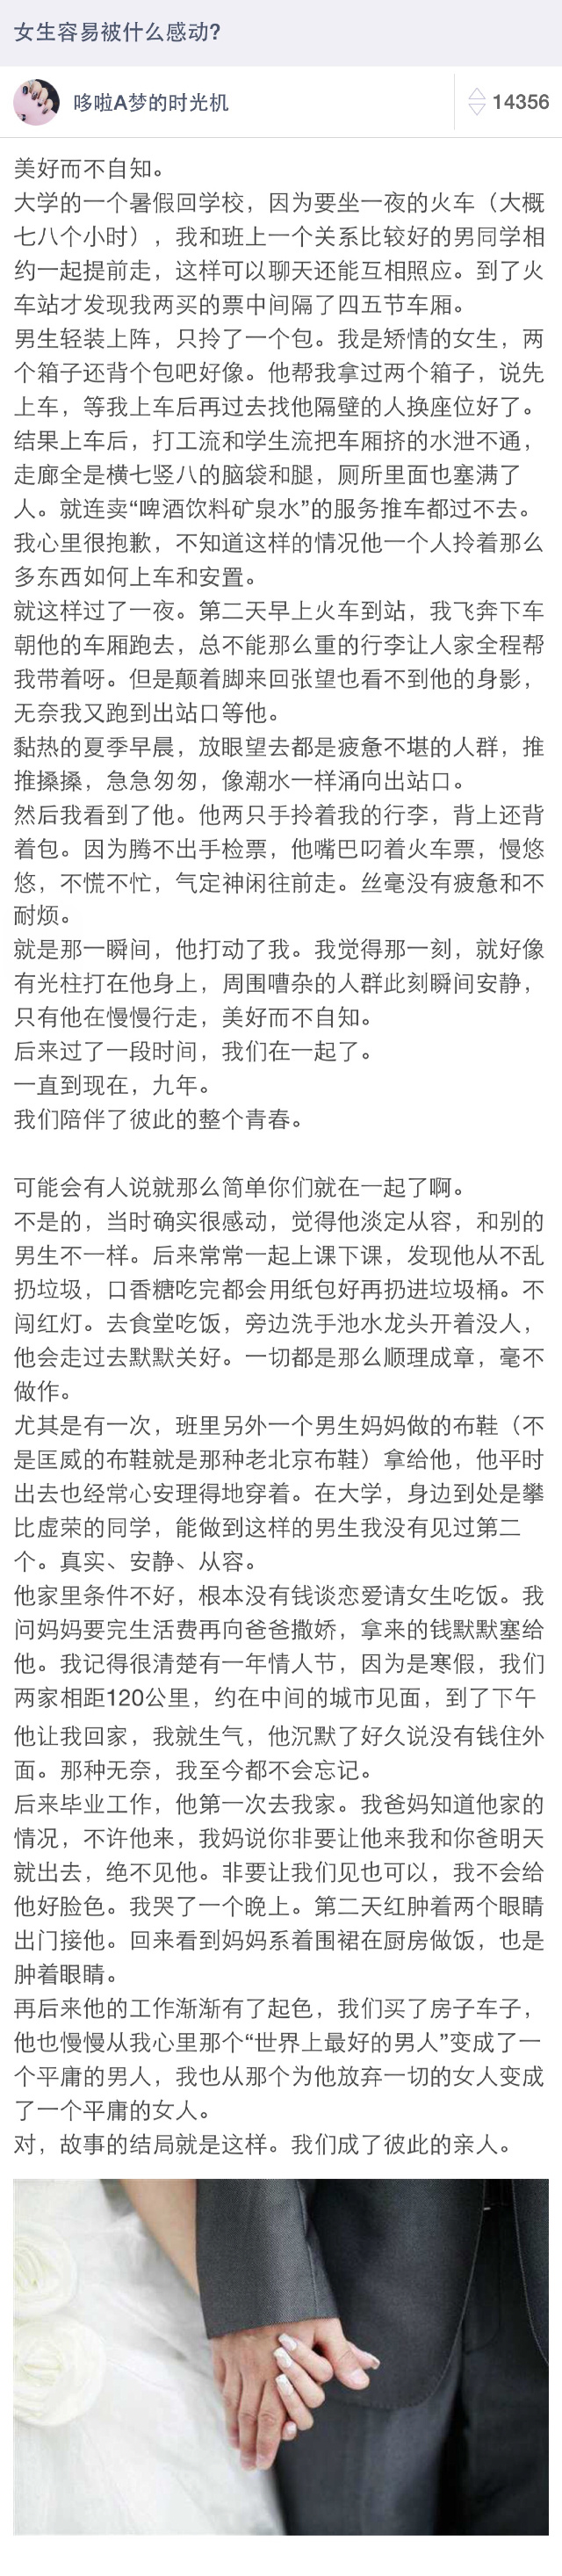 女生容易被什么感动?
哆啦A梦的时光机
14356
美好而不自知。
大学的一个暑假回学校，因为要坐一夜的火车（大概
七八个小时），我和班上一个关系比较好的男同学相
约一起提前走，这样可以聊天还能互相照应。到了火
车站才发现我两买的票中间隔了四五节车厢。
男生轻装上阵，只拎了一个包。我是矫情的女生，两
个箱子还背个包吧好像。他帮我拿过两个箱子，说先
上车，等我上车后再过去找他隔壁的人换座位好了。
结果上车后，打工流和学生流把车厢挤的水泄不通，
走廊全是横七竖八的脑袋和腿，厕所里面也塞满了
人。就连卖“啤酒饮料矿泉水”的服务推车都过不去。
我心里很抱歉，不知道这样的情况他一个人拎着那么
多东西如何上车和安置。
就这样过了一夜。第二天早上火车到站，我飞奔下车
朝他的车厢跑去，总不能那么重的行李让人家全程帮
我带着呀。但是颠着脚来回张望也看不到他的身影，
无奈我又跑到出站口等他。
黏热的夏季早晨，放眼望去都是疲惫不堪的人群，推
推搡搡，急急匆匆，像潮水一样涌向出站口。
然后我看到了他。他两只手拎着我的行李，背上还背
着包。因为腾不出手检票，他嘴巴叼着火车票，慢悠
悠，不慌不忙，气定神闲往前走。丝毫没有疲惫和不
耐烦。
就是那一瞬间，他打动了我。我觉得那一刻，就好像
有光柱打在他身上，周围嘈杂的人群此刻瞬间安静，
只有他在慢慢行走，美好而不自知。
后来过了一段时间，我们在一起了。
一直到现在，九年。
我们陪伴了彼此的整个青春。
可能会有人说就那么简单你们就在一起了啊。
不是的，当时确实很感动，觉得他淡定从容，和别的
男生不一样。后来常常一起上课下课，发现他从不乱
扔垃圾，口香糖吃完都会用纸包好再扔进垃圾桶。不
闯红灯。去食堂吃饭，旁边洗手池水龙头开着没人，
他会走过去默默关好。一切都是那么顺理成章，毫不
做作。
尤其是有一次，班里另外一个男生妈妈做的布鞋（不
是匡威的布鞋就是那种老北京布鞋）拿给他，他平时
出去也经常心安理得地穿着。在大学，身边到处是攀
比虚荣的同学，能做到这样的男生我没有见过第二
个。真实、安静、从容。
他家里条件不好，根本没有钱谈恋爱请女生吃饭。我
问妈妈要完生活费再向爸爸撒娇，拿来的钱默默塞给
他。我记得很清楚有一年情人节，因为是寒假，我们
两家相距120公里，约在中间的城市见面，到了下午
他让我回家，我就生气，他沉默了好久说没有钱住外
面。那种无奈，我至今都不会忘记。
后来毕业工作，他第一次去我家。我爸妈知道他家的
情况，不许他来，我妈说你非要让他来我和你爸明天
就出去，绝不见他。非要让我们见也可以，我不会给
他好脸色。我哭了一个晚上。第二天红肿着两个眼睛
出门接他。回来看到妈妈系着围裙在厨房做饭，也是
肿着眼睛。
再后来他的工作渐渐有了起色，我们买了房子车子，
他也慢慢从我心里那个“世界上最好的男人”变成了一
个平庸的男人，我也从那个为他放弃一切的女人变成
了一个平庸的女人。
对，故事的结局就是这样。我们成了彼此的亲人。